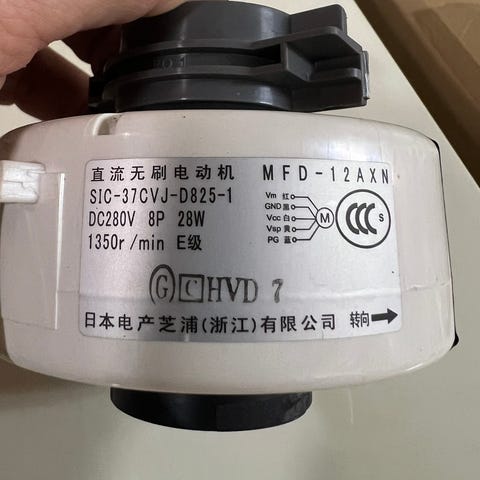 直流无刷电动机 MFD-12AXN
SIC-37CVJ-D825-1
DC280V 8P 28W
1350r/min E级
Vm 红
GND 黑
Vcc 白
Vsp 黄
PG 蓝
M
CCC S
G C HVD 7
日本电产芝浦(浙江)有限公司 转向